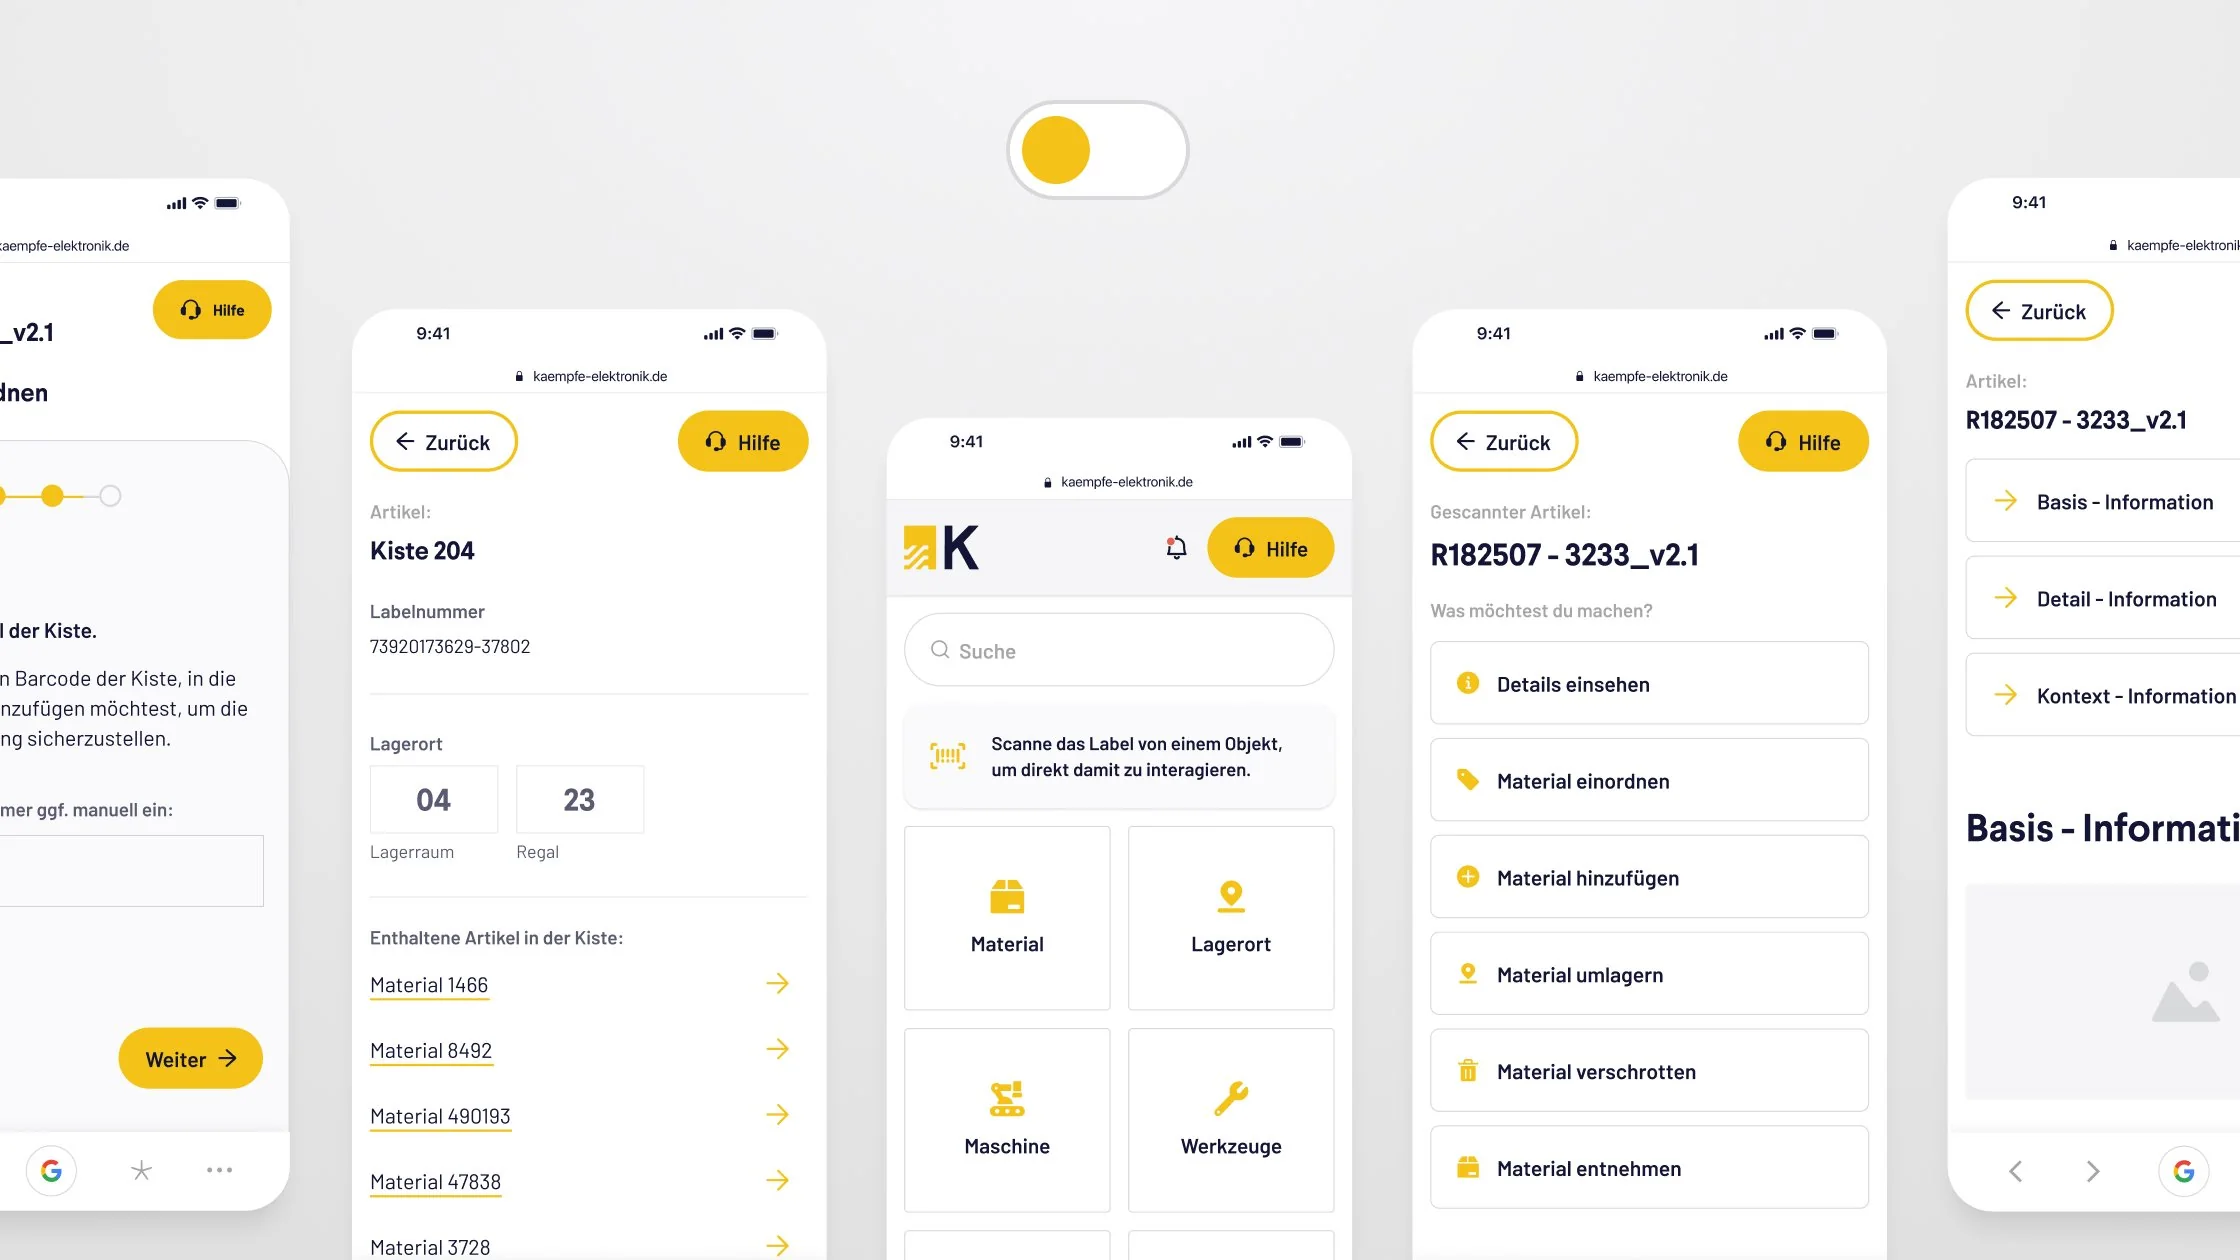 kaempfe-elektronik.de
Hilfe
_v2.1
dnen
l der Kiste.
n Barcode der Kiste, in die
nzufügen möchtest, um die
ng sicherzustellen.
mer ggf. manuell ein:
Weiter
9:41
kaempfe-elektronik.de
Zurück
Hilfe
Artikel:
Kiste 204
Labelnummer
73920173629-37802
Lagerort
04
23
Lagerraum
Regal
Enthaltene Artikel in der Kiste:
Material 1466
Material 8492
Material 490193
Material 47838
Material 3728
9:41
kaempfe-elektronik.de
K
Hilfe
Suche
Scanne das Label von einem Objekt,
um direkt damit zu interagieren.
Material
Lagerort
Maschine
Werkzeuge
9:41
kaempfe-elektronik.de
Zurück
Hilfe
Gescannter Artikel:
R182507 - 3233_v2.1
Was möchtest du machen?
Details einsehen
Material einordnen
Material hinzufügen
Material umlagern
Material verschrotten
Material entnehmen
9:41
kaempfe-elektronik
Zurück
Artikel:
R182507 - 3233_v2.1
Basis - Information
Detail - Information
Kontext - Information
Basis - Informati